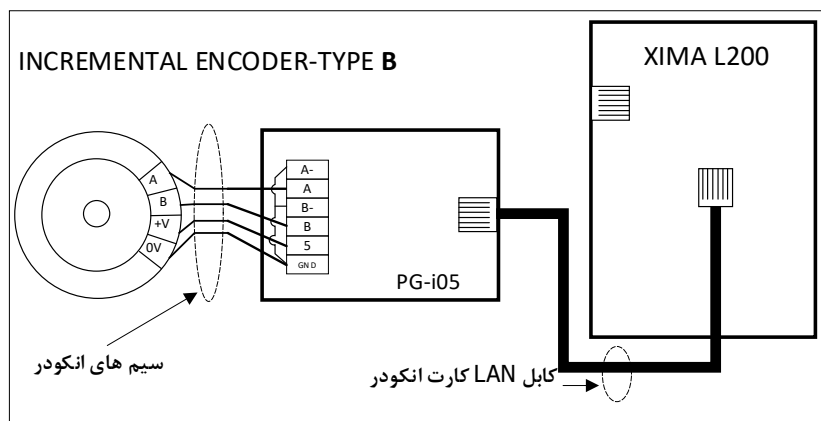 INCREMENTAL ENCODER-TYPE B
XIMA L200
A
B
+V
0V
A-
A
B-
B
5
GND
PG-i05
سیم های انکودر
کابل LAN کارت انکودر